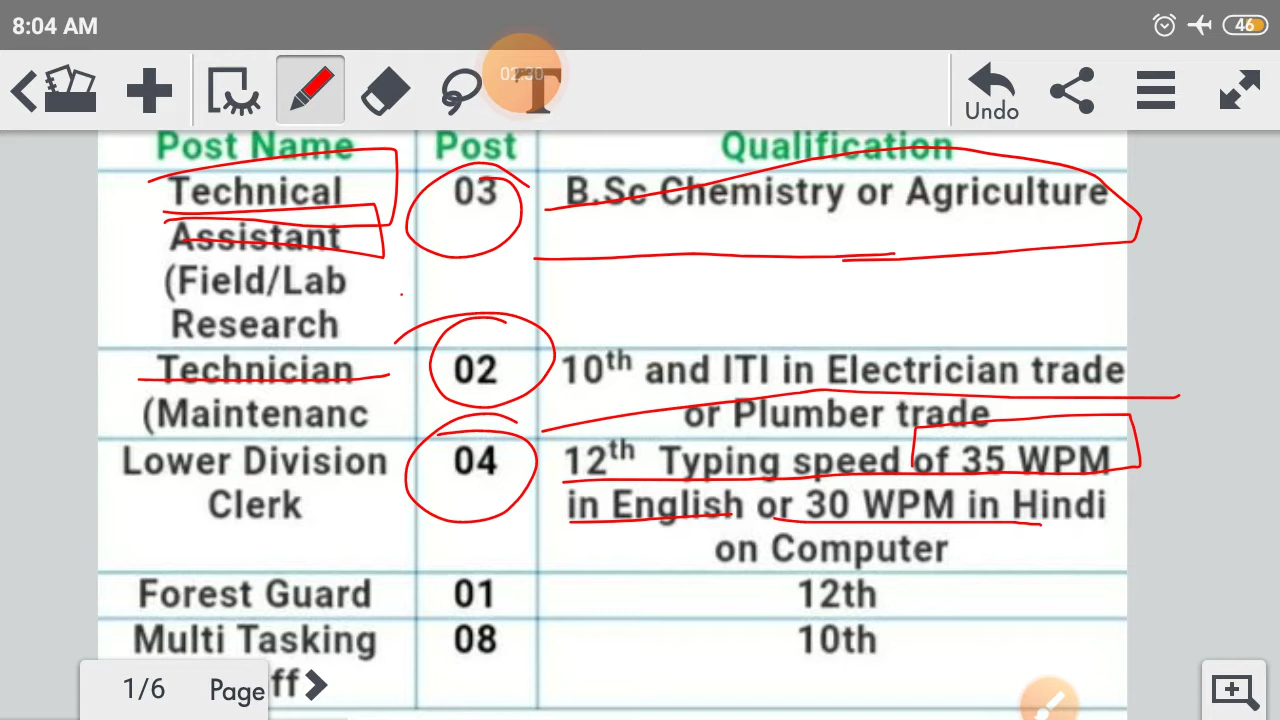 8:04 AM
46
02:30
T
Undo
Post Name Post Qualification
Technical 03 B.Sc Chemistry or Agriculture
Assistant
(Field/Lab
Research
Technician 02 10th and ITI in Electrician trade
(Maintenanc or Plumber trade
Lower Division 04 12th Typing speed of 35 WPM
Clerk in English or 30 WPM in Hindi
on Computer
Forest Guard 01 12th
Multi Tasking 08 10th
ff
1/6 Page